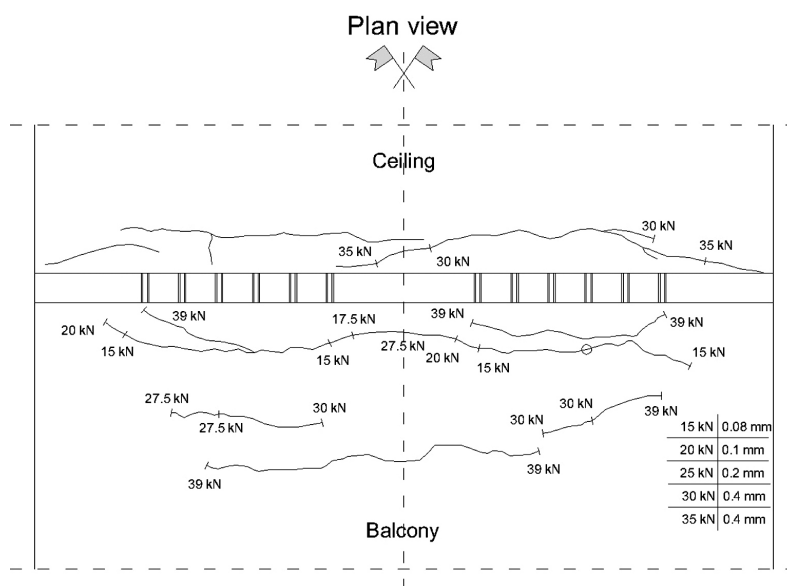 Plan view
Ceiling
30 kN
35 kN
30 kN
35 kN
39 kN
39 kN
39 kN
20 kN
15 kN
17.5 kN
15 kN
27.5 kN
20 kN
15 kN
15 kN
27.5 kN
27.5 kN
30 kN
30 kN
30 kN
39 kN
39 kN
39 kN
15 kN 0.08 mm
20 kN 0.1 mm
25 kN 0.2 mm
30 kN 0.4 mm
35 kN 0.4 mm
Balcony